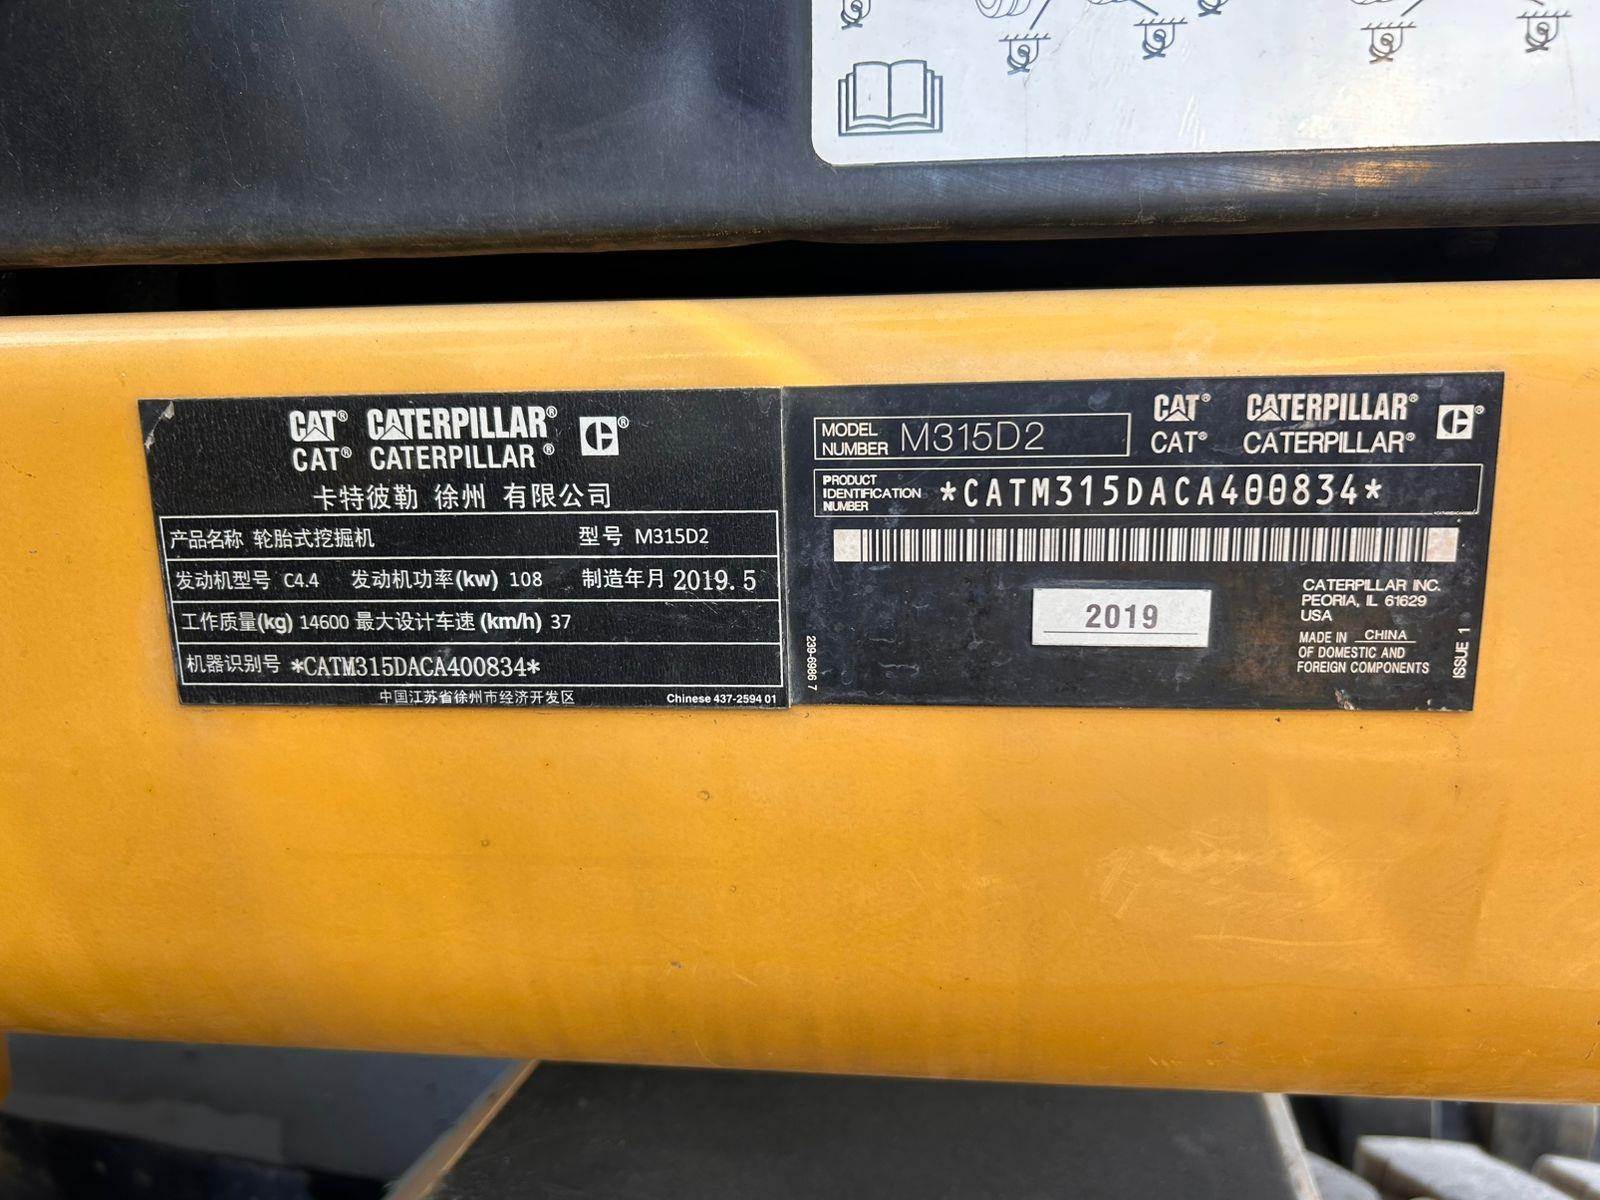 CAT® CATERPILLAR®
CAT® CATERPILLAR®
卡特彼勒 徐州 有限公司
产品名称 轮胎式挖掘机 型号 M315D2
发动机型号 C4.4 发动机功率(kw) 108 制造年月 2019.5
工作质量(kg) 14600 最大设计车速 (km/h) 37
机器识别号 *CATM315DACA400834*
中国江苏省徐州市经济开发区 Chinese 437-2594 01
MODEL NUMBER M315D2
CAT® CATERPILLAR®
CAT® CATERPILLAR®
PRODUCT IDENTIFICATION NUMBER *CATM315DACA400834*
2019
CATERPILLAR INC.
PEORIA, IL 61629
USA
MADE IN CHINA
OF DOMESTIC AND
FOREIGN COMPONENTS
239-6986 7
ISSUE 1